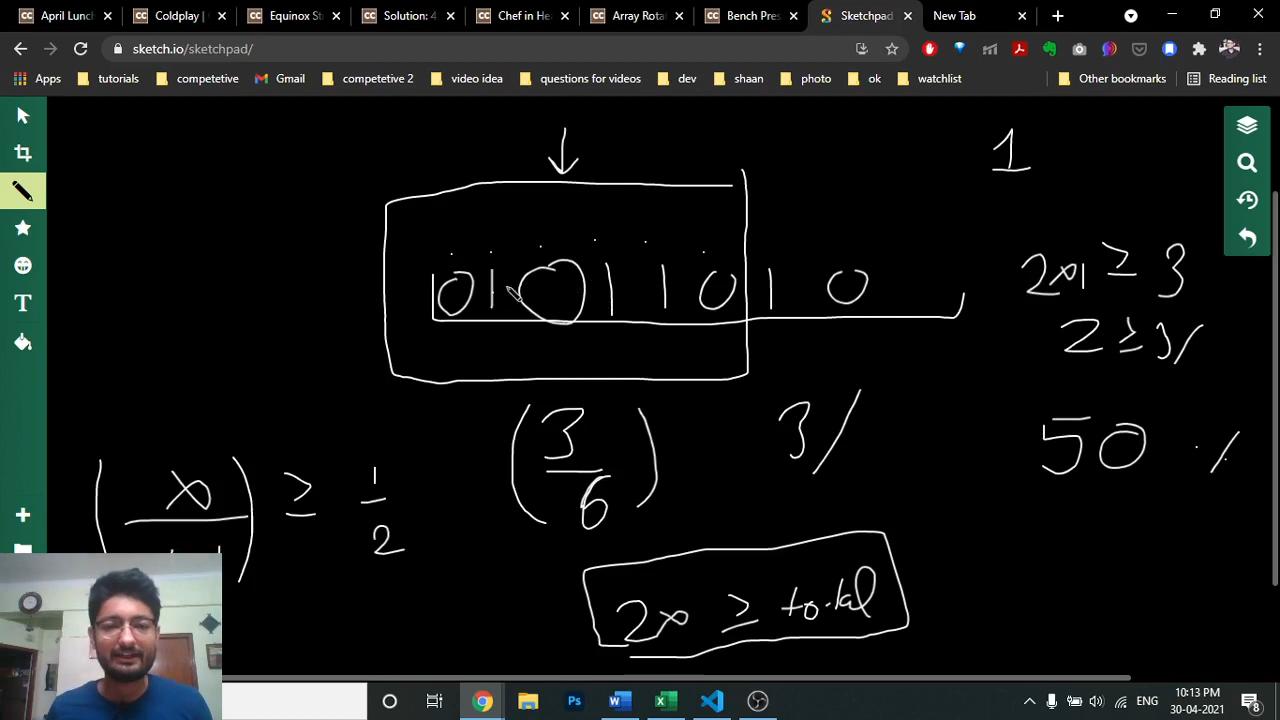 April Lunch
Coldplay |
Equinox St
Solution: 4
Chef in He
Array Rota
Bench Pres
Sketchpad
New Tab
sketch.io/sketchpad/
Apps
tutorials
competetive
Gmail
competetive 2
video idea
questions for videos
dev
shaan
photo
ok
watchlist
Other bookmarks
Reading list
1
0 1 0 1 1 0 1 0
2x1 ≥ 3
2 ≥ 3
3/6
3
50 %
x
≥ 1/2
2x ≥ total
ENG
10:13 PM
30-04-2021
8